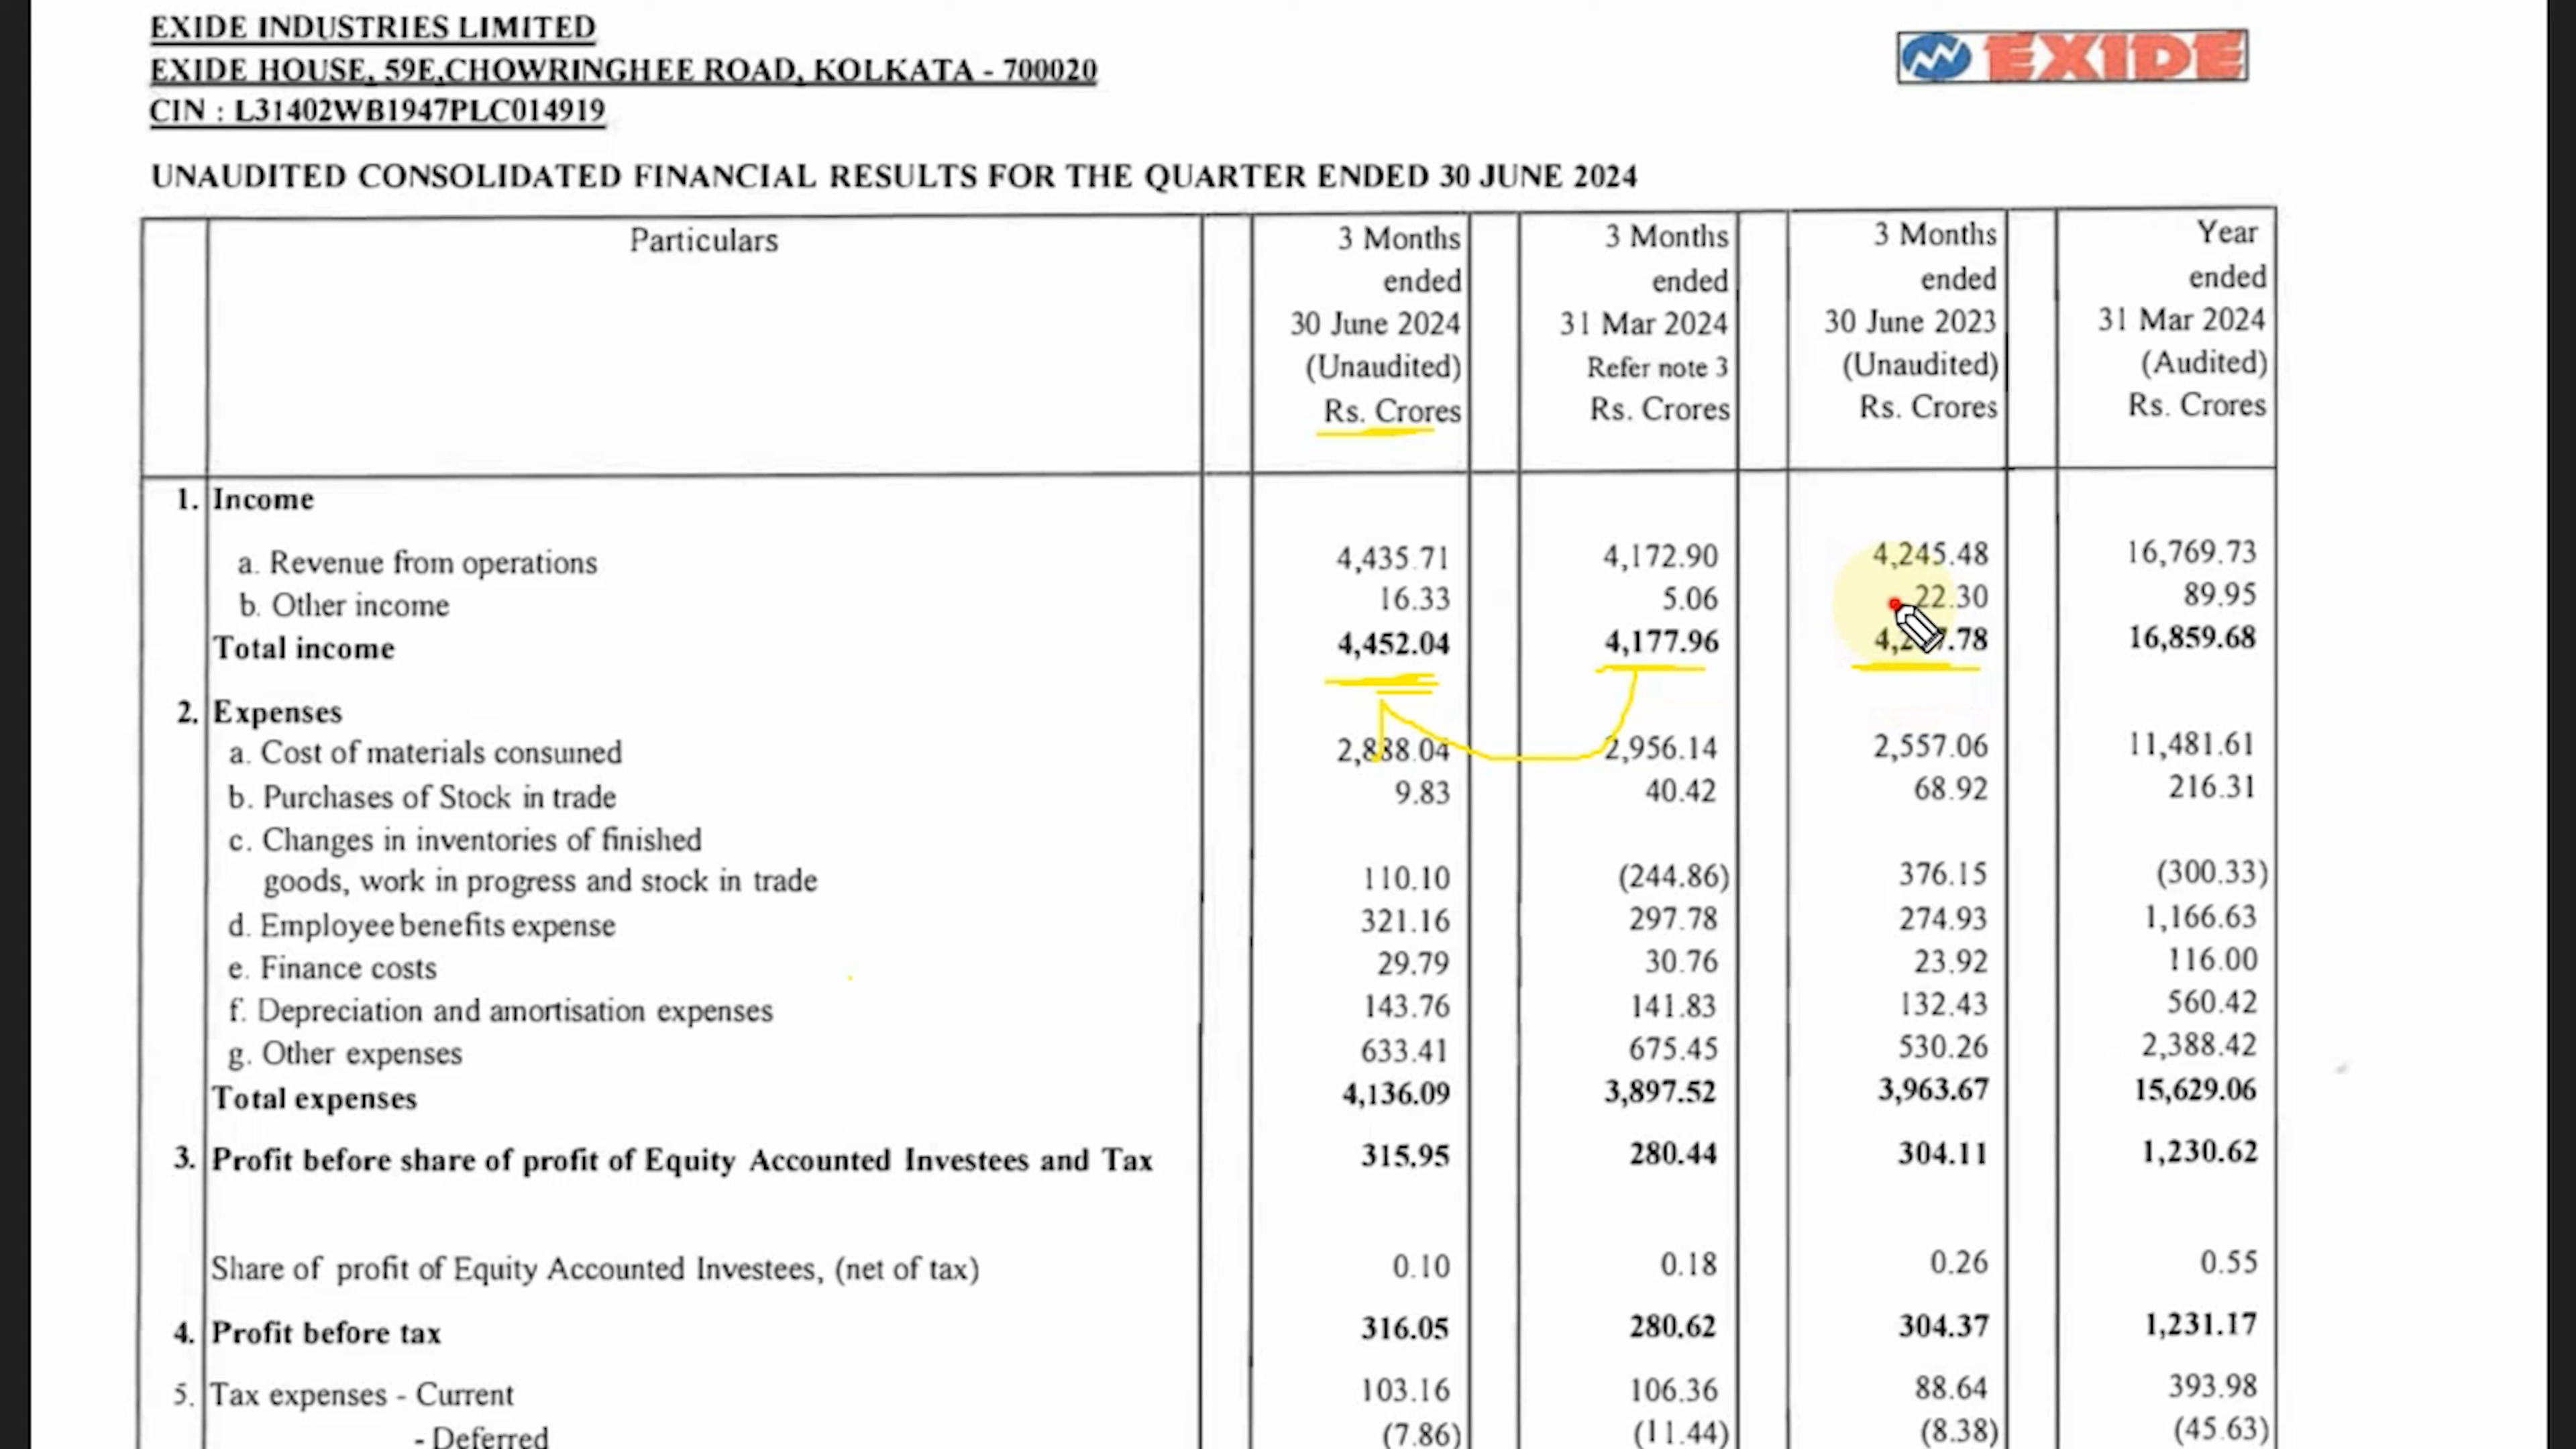 EXIDE INDUSTRIES LIMITED
EXIDE HOUSE, 59E,CHOWRINGHEE ROAD, KOLKATA - 700020
CIN : L31402WB1947PLC014919
EXIDE
UNAUDITED CONSOLIDATED FINANCIAL RESULTS FOR THE QUARTER ENDED 30 JUNE 2024
Particulars 3 Months 3 Months 3 Months Year
ended ended ended ended
30 June 2024 31 Mar 2024 30 June 2023 31 Mar 2024
(Unaudited) Refer note 3 (Unaudited) (Audited)
Rs. Crores Rs. Crores Rs. Crores Rs. Crores
1. Income
a. Revenue from operations 4,435.71 4,172.90 4,245.48 16,769.73
b. Other income 16.33 5.06 22.30 89.95
Total income 4,452.04 4,177.96 16,859.68
2. Expenses
a. Cost of materials consumed 2,888.04 2,956.14 2,557.06 11,481.61
b. Purchases of Stock in trade 9.83 40.42 68.92 216.31
c. Changes in inventories of finished
goods, work in progress and stock in trade 110.10 (244.86) 376.15 (300.33)
d. Employee benefits expense 321.16 297.78 274.93 1,166.63
e. Finance costs 29.79 30.76 23.92 116.00
f. Depreciation and amortisation expenses 143.76 141.83 132.43 560.42
g. Other expenses 633.41 675.45 530.26 2,388.42
Total expenses 4,136.09 3,897.52 3,963.67 15,629.06
3. Profit before share of profit of Equity Accounted Investees and Tax 315.95 280.44 304.11 1,230.62
Share of profit of Equity Accounted Investees, (net of tax) 0.10 0.18 0.26 0.55
4. Profit before tax 316.05 280.62 304.37 1,231.17
5. Tax expenses - Current 103.16 106.36 88.64 393.98
- Deferred (7.86) (11.44) (8.38) (45.63)